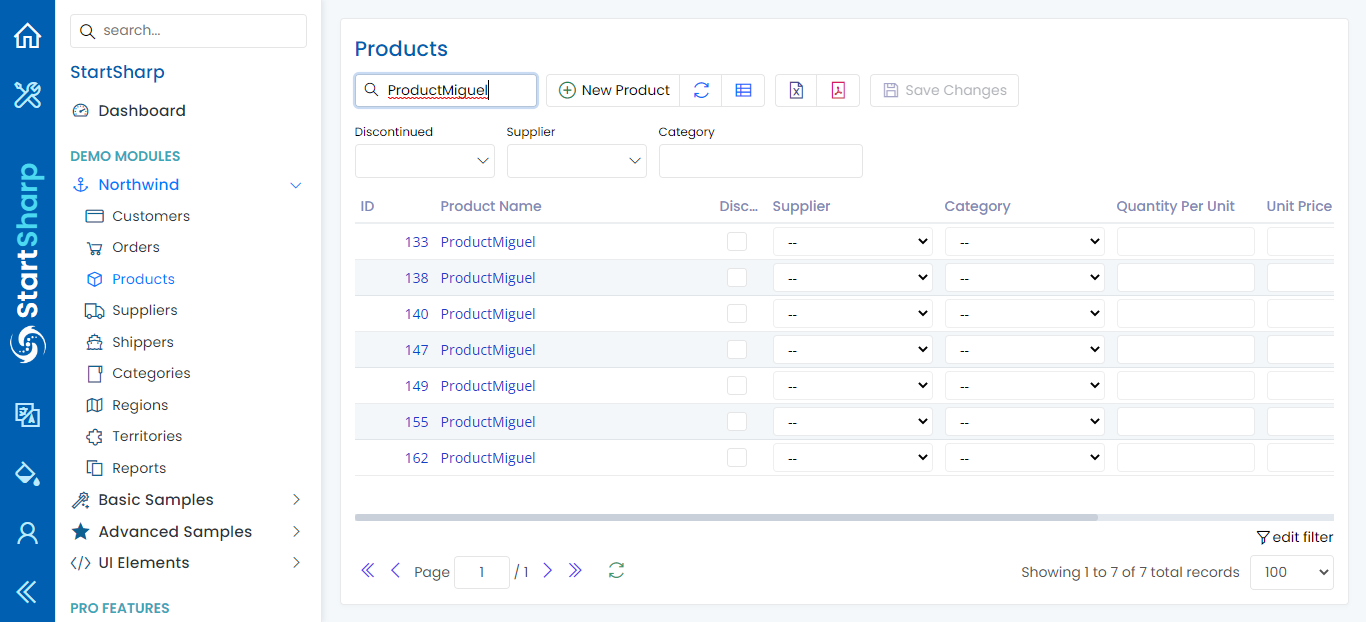 search...
StartSharp
Dashboard
DEMO MODULES
Northwind
Customers
Orders
Products
Suppliers
Shippers
Categories
Regions
Territories
Reports
Basic Samples
Advanced Samples
UI Elements
PRO FEATURES
StartSharp
Products
ProductMiguel New Product Save Changes
Discontinued Supplier Category
ID Product Name Disc... Supplier Category Quantity Per Unit Unit Price
133 ProductMiguel -- --
138 ProductMiguel -- --
140 ProductMiguel -- --
147 ProductMiguel -- --
149 ProductMiguel -- --
155 ProductMiguel -- --
162 ProductMiguel -- --
edit filter
Page 1 / 1 Showing 1 to 7 of 7 total records 100